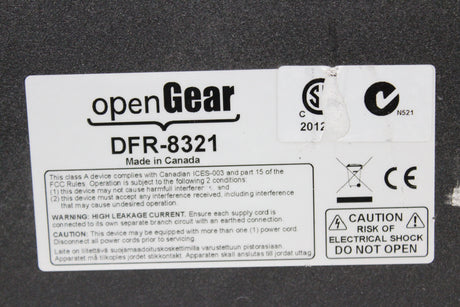 openGear
DFR-8321
Made in Canada
C
2012
N521
This class A device complies with Canadian ICES-003 and part 15 of the
FCC Rules. Operation is subject to the following 2 conditions:
(1) this device may not cause harmful interference, and
(2) this device must accept any interference received, including interference
that may cause undesired operation.
WARNING: HIGH LEAKAGE CURRENT. Ensure each supply cord is
connected to its own separate branch circuit with an earthed connection
CAUTION: This device may be equipped with more than one (1) power cord.
Disconnect all power cords prior to servicing.
Laite on liitettävä suojamaadoituskoskettimilla varustettuun pistorasiaan.
Apparatet må tilkoples jordet stikkontakt. Apparaten skall anslutas till jordat uttag
CE
CAUTION
RISK OF
ELECTRICAL SHOCK
DO NOT OPEN